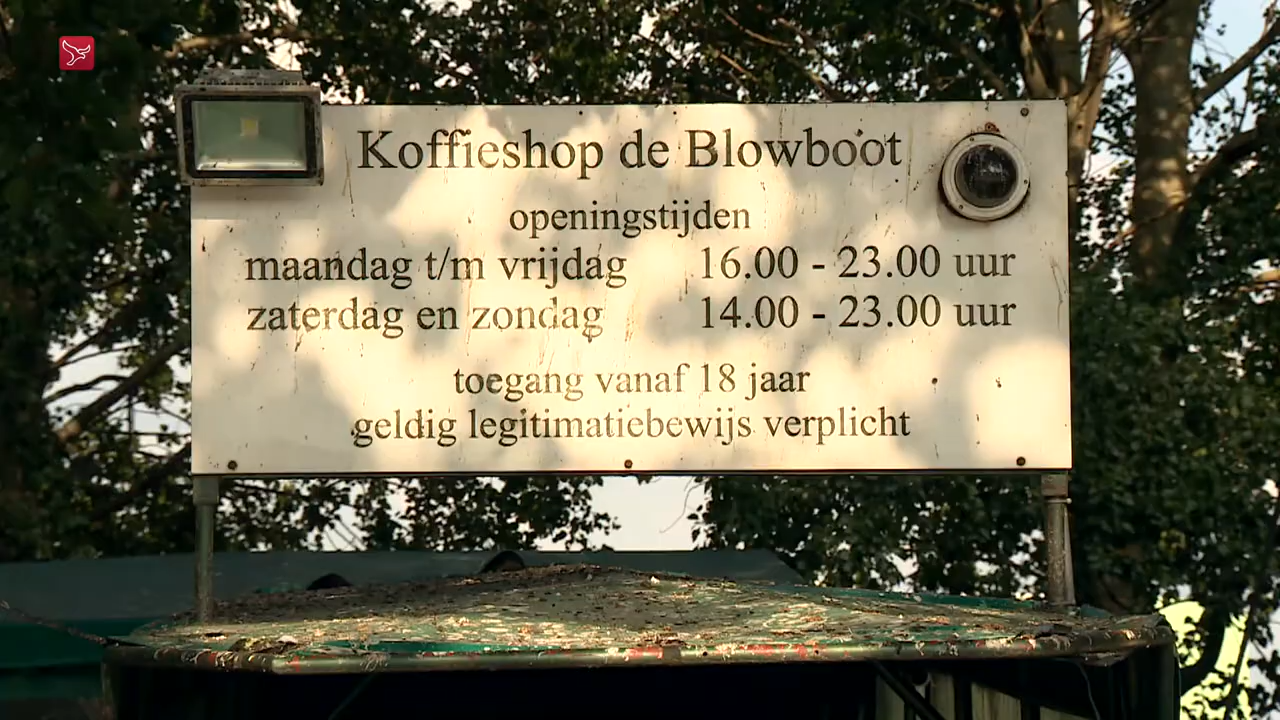 Koffieshop de Blowboot
openingstijden
maandag t/m vrijdag 16.00 - 23.00 uur
zaterdag en zondag 14.00 - 23.00 uur
toegang vanaf 18 jaar
geldig legitimatiebewijs verplicht